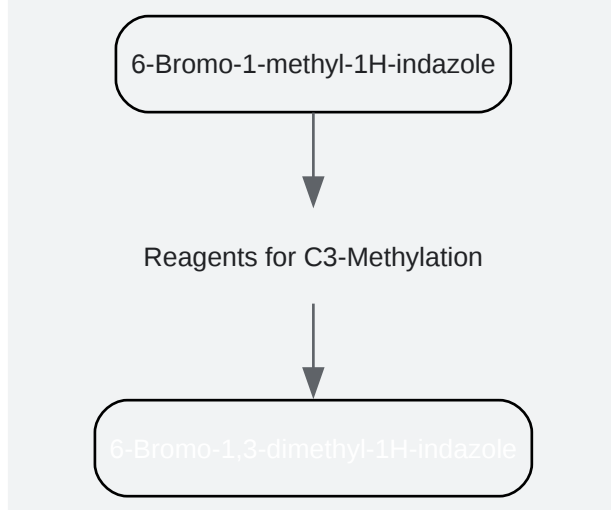 6-Bromo-1-methyl-1H-indazole
Reagents for C3-Methylation
6-Bromo-1,3-dimethyl-1H-indazole